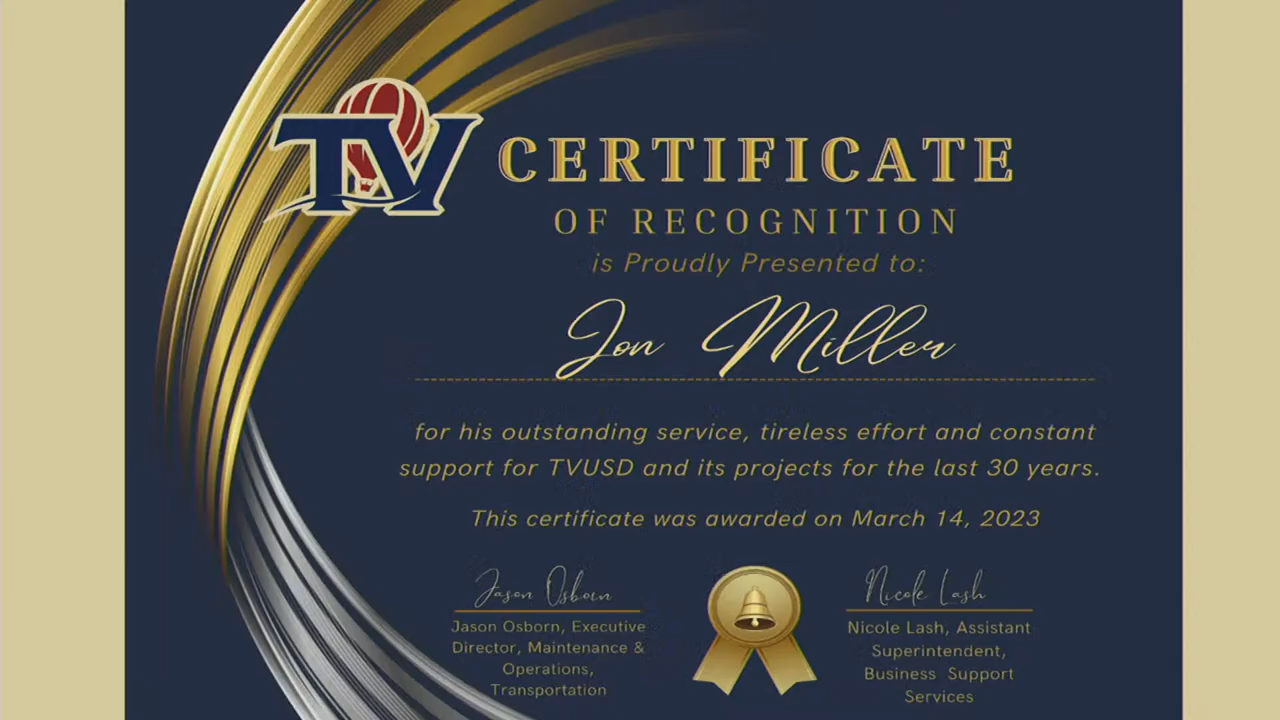 TV
CERTIFICATE
OF RECOGNITION
is Proudly Presented to:
Jon Miller
for his outstanding service, tireless effort and constant
support for TVUSD and its projects for the last 30 years.
This certificate was awarded on March 14, 2023
Jason Osborn
Jason Osborn, Executive
Director, Maintenance &
Operations,
Transportation
Nicole Lash
Nicole Lash, Assistant
Superintendent,
Business Support
Services